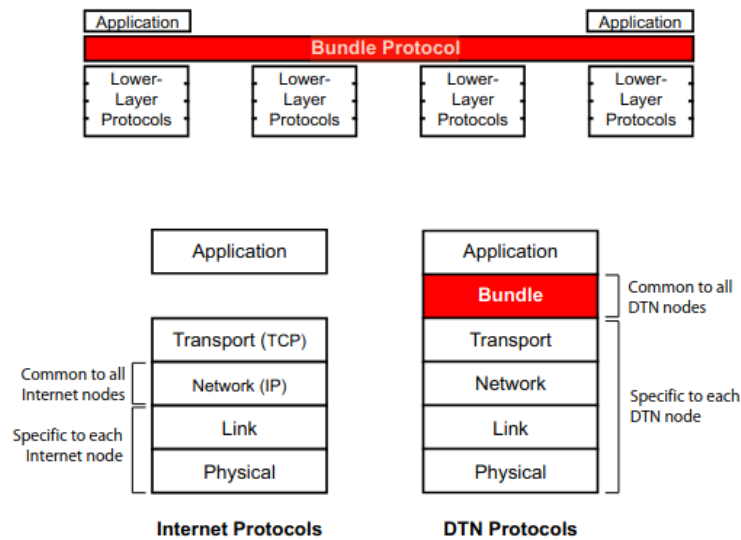 Application
Application
Bundle Protocol
Lower-
Layer
Protocols
Lower-
Layer
Protocols
Lower-
Layer
Protocols
Lower-
Layer
Protocols
Application
Application
Bundle
Common to all
DTN nodes
Transport (TCP)
Transport
Common to all
Internet nodes
Network (IP)
Network
Specific to each
DTN node
Specific to each
Internet node
Link
Link
Physical
Physical
Internet Protocols
DTN Protocols